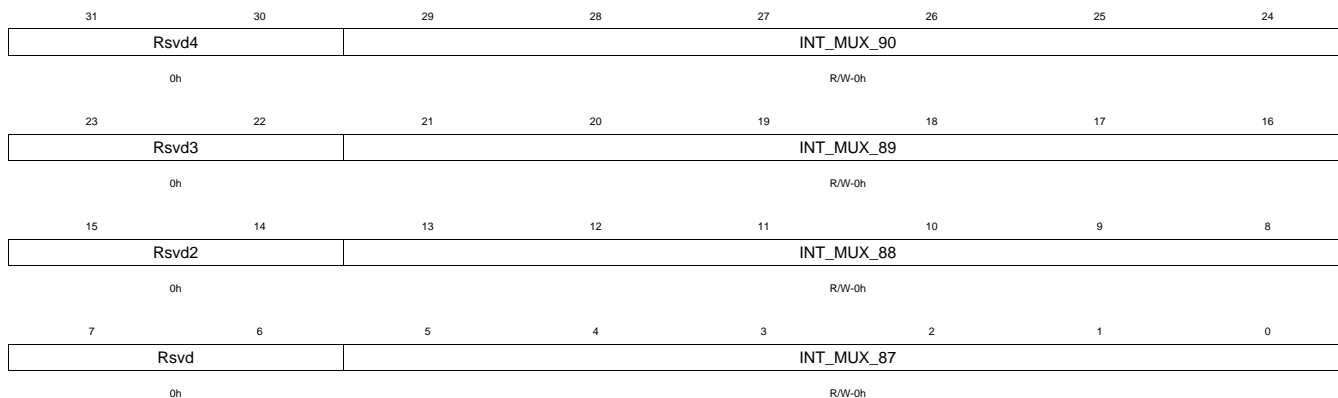 31 30 29 28 27 26 25 24
Rsvd4 INT_MUX_90
0h R/W-0h
23 22 21 20 19 18 17 16
Rsvd3 INT_MUX_89
0h R/W-0h
15 14 13 12 11 10 9 8
Rsvd2 INT_MUX_88
0h R/W-0h
7 6 5 4 3 2 1 0
Rsvd INT_MUX_87
0h R/W-0h